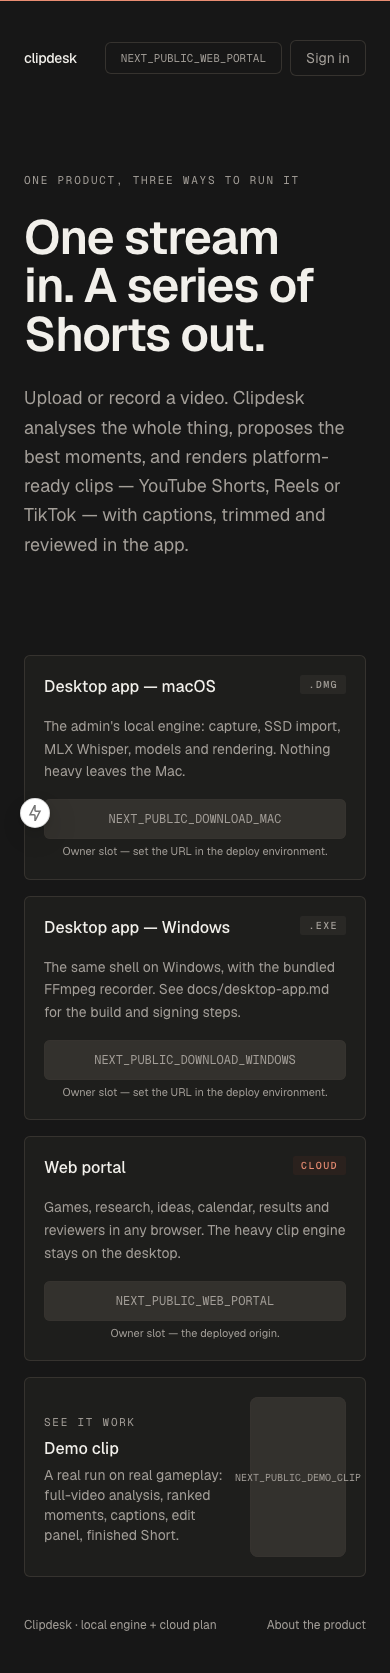 clipdesk
NEXT_PUBLIC_WEB_PORTAL
Sign in
ONE PRODUCT, THREE WAYS TO RUN IT
One stream
in. A series of
Shorts out.
Upload or record a video. Clipdesk
analyses the whole thing, proposes the
best moments, and renders platform-
ready clips — YouTube Shorts, Reels or
TikTok — with captions, trimmed and
reviewed in the app.
Desktop app — macOS
.DMG
The admin's local engine: capture, SSD import,
MLX Whisper, models and rendering. Nothing
heavy leaves the Mac.
NEXT_PUBLIC_DOWNLOAD_MAC
Owner slot — set the URL in the deploy environment.
Desktop app — Windows
.EXE
The same shell on Windows, with the bundled
FFmpeg recorder. See docs/desktop-app.md
for the build and signing steps.
NEXT_PUBLIC_DOWNLOAD_WINDOWS
Owner slot — set the URL in the deploy environment.
Web portal
CLOUD
Games, research, ideas, calendar, results and
reviewers in any browser. The heavy clip engine
stays on the desktop.
NEXT_PUBLIC_WEB_PORTAL
Owner slot — the deployed origin.
SEE IT WORK
Demo clip
A real run on real gameplay:
full-video analysis, ranked
moments, captions, edit
panel, finished Short.
NEXT_PUBLIC_DEMO_CLIP
Clipdesk · local engine + cloud plan
About the product